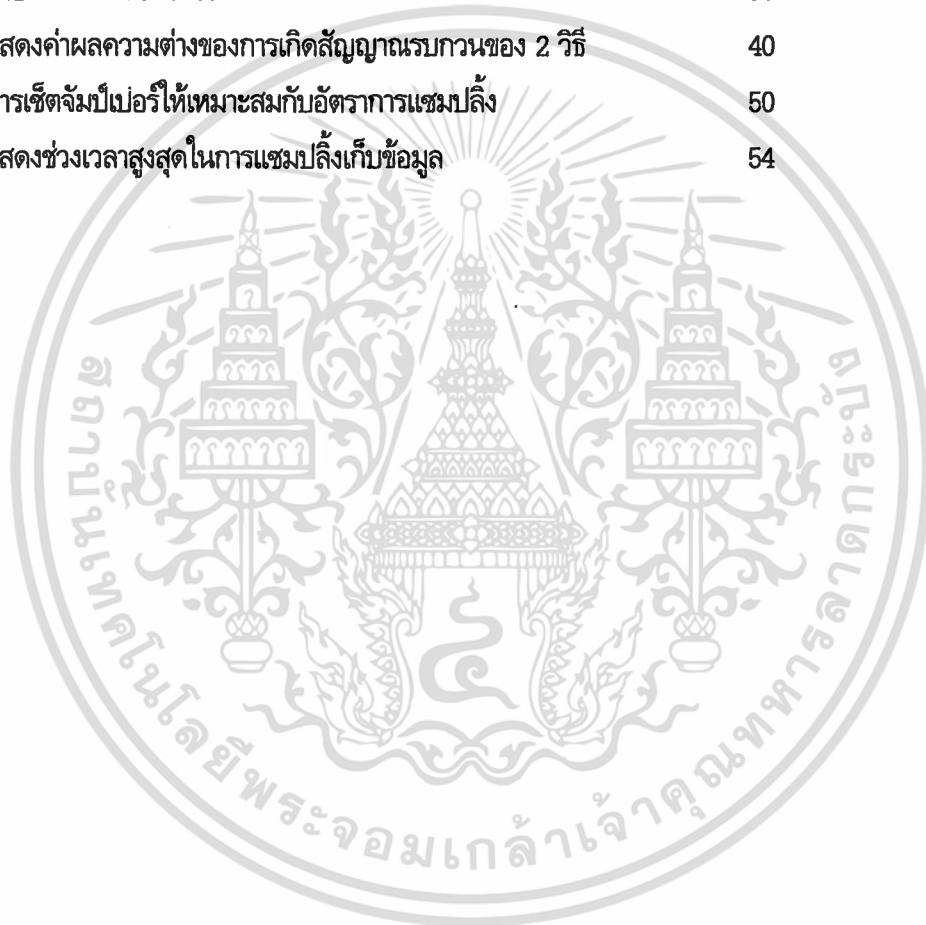 สดงค่าผลความต่างของการเกิดสัญญาณรบกวนของ 2 วิธี 40
ารเซ็ตจัมป์เปอร์ให้เหมาะสมกับอัตราการแซมปลิ้ง 50
สดงช่วงเวลาสูงสุดในการแซมปลิ้งเก็บข้อมูล 54
สถาบันเทคโนโลยีพระจอมเกล้าเจ้าคุณทหารลาดกระบัง